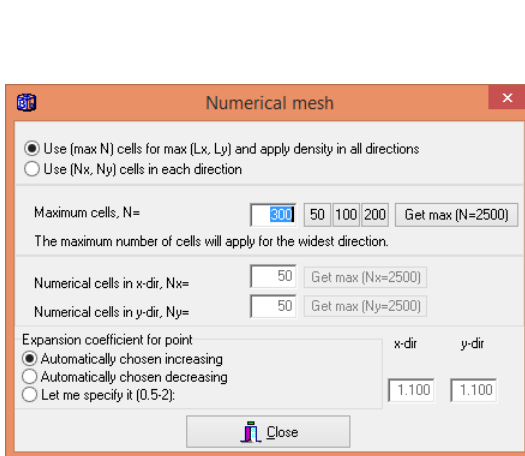 Numerical mesh
Use (max N) cells for max (Lx, Ly) and apply density in all directions
Use (Nx, Ny) cells in each direction
Maximum cells, N= 300 50 100 200 Get max (N=2500)
The maximum number of cells will apply for the widest direction.
Numerical cells in x-dir, Nx= 50 Get max (Nx=2500)
Numerical cells in y-dir, Ny= 50 Get max (Ny=2500)
Expansion coefficient for point x-dir y-dir
Automatically chosen increasing
Automatically chosen decreasing
Let me specify it (0.5-2): 1.100 1.100
Close